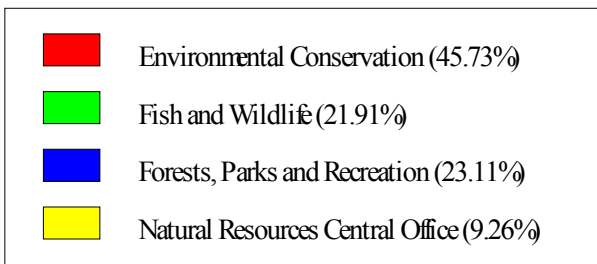 Environmental Conservation (45.73%)
Fish and Wildlife (21.91%)
Forests, Parks and Recreation (23.11%)
Natural Resources Central Office (9.26%)